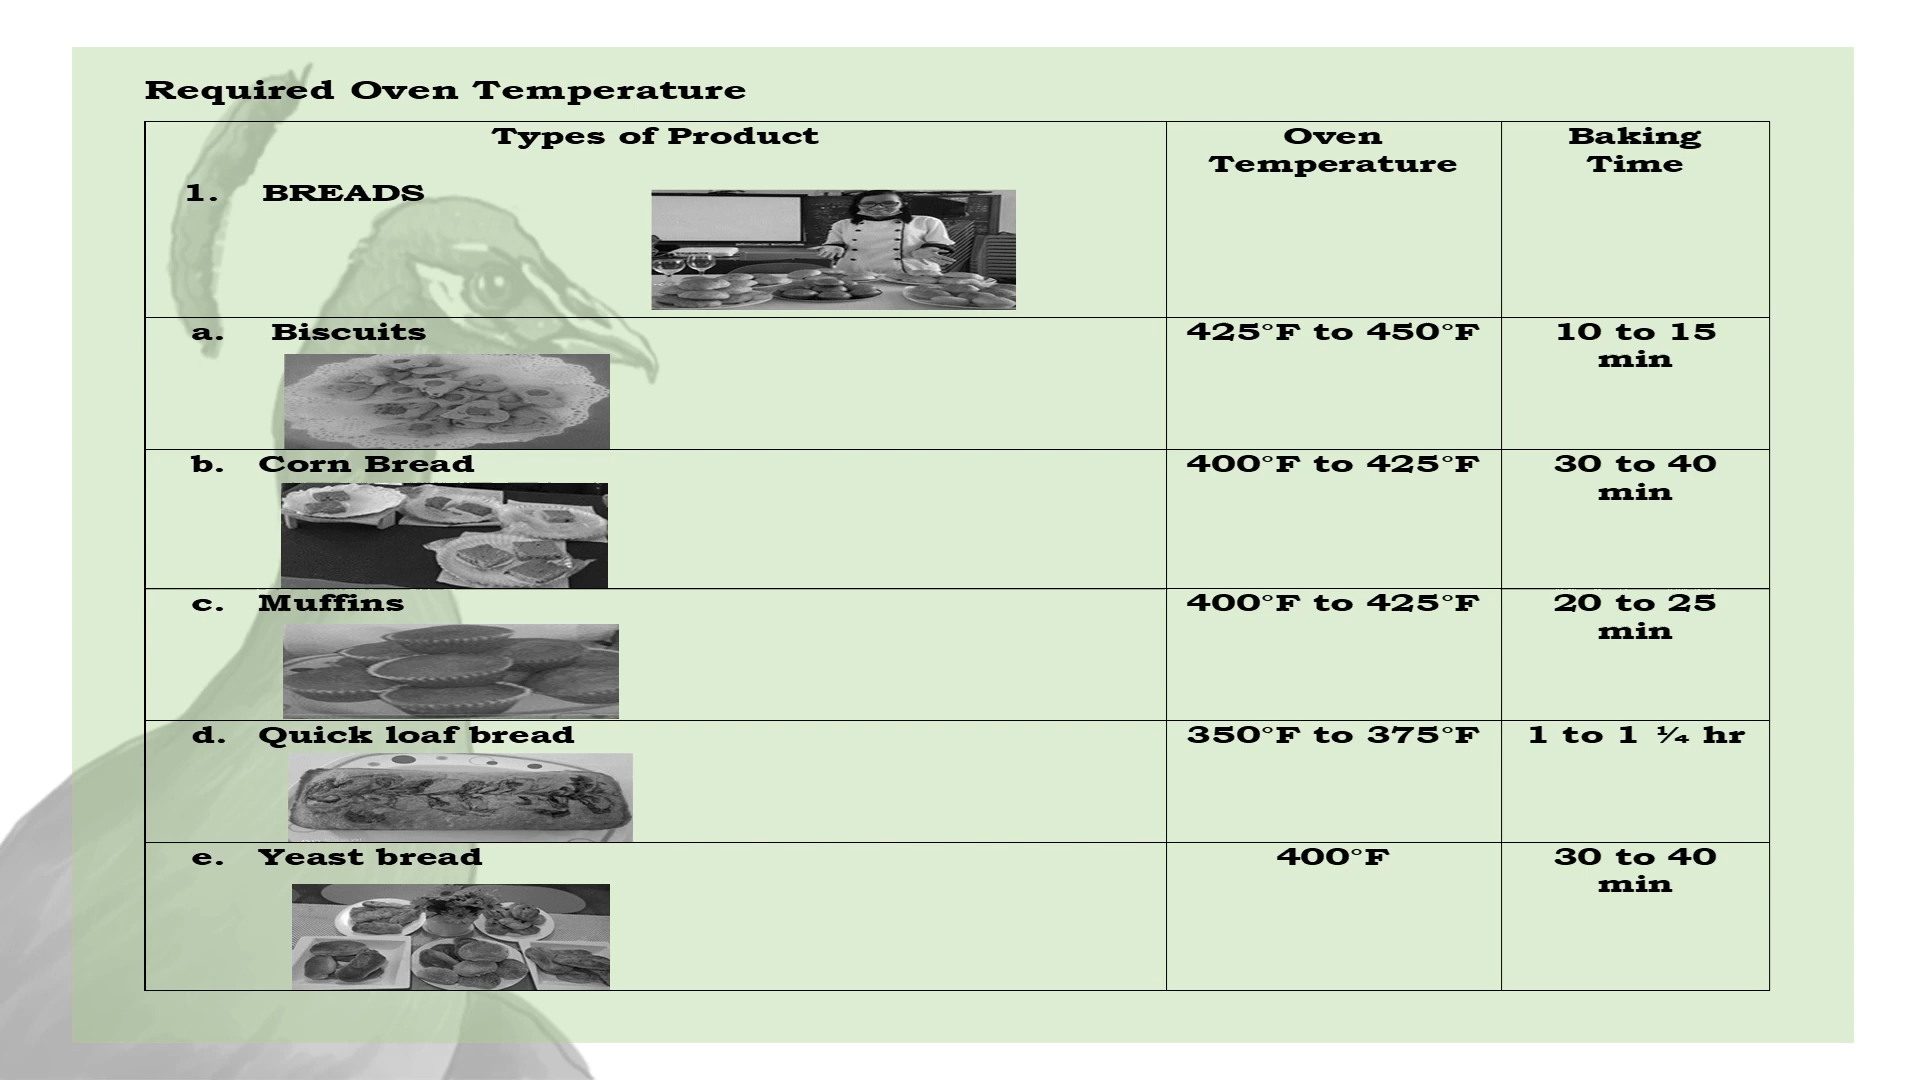 Required Oven Temperature
Types of Product
Oven
Temperature
Baking
Time
1. BREADS
a. Biscuits
425°F to 450°F
10 to 15
min
b. Corn Bread
400°F to 425°F
30 to 40
min
c. Muffins
400°F to 425°F
20 to 25
min
d. Quick loaf bread
350°F to 375°F
1 to 1 ¼ hr
e. Yeast bread
400°F
30 to 40
min